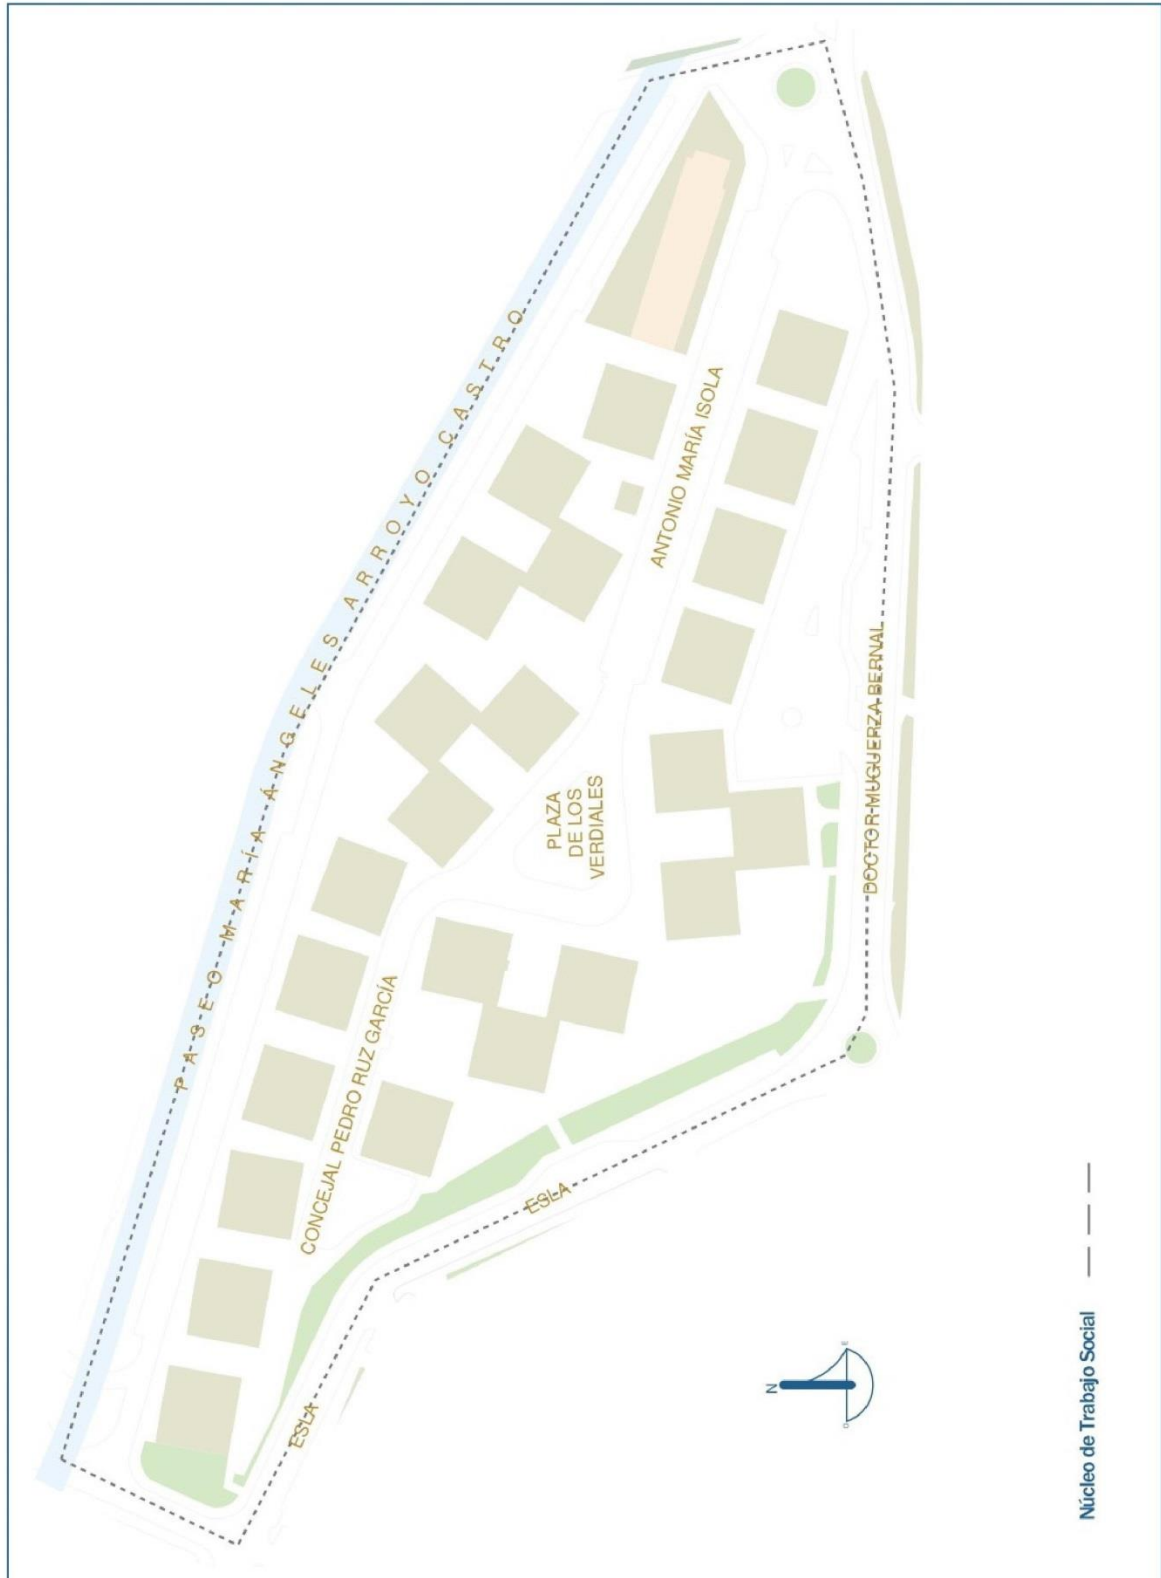 PASEO MARÍA ÁNGELES ARROYO CASTRO
ANTONIO MARÍA ISOLA
PLAZA
DE LOS
VERDIALES
DOCTOR MUGUERZA BERNAL
CONCEJAL PEDRO RUZ GARCÍA
ESLA
ESLA
N
E
O
Núcleo de Trabajo Social